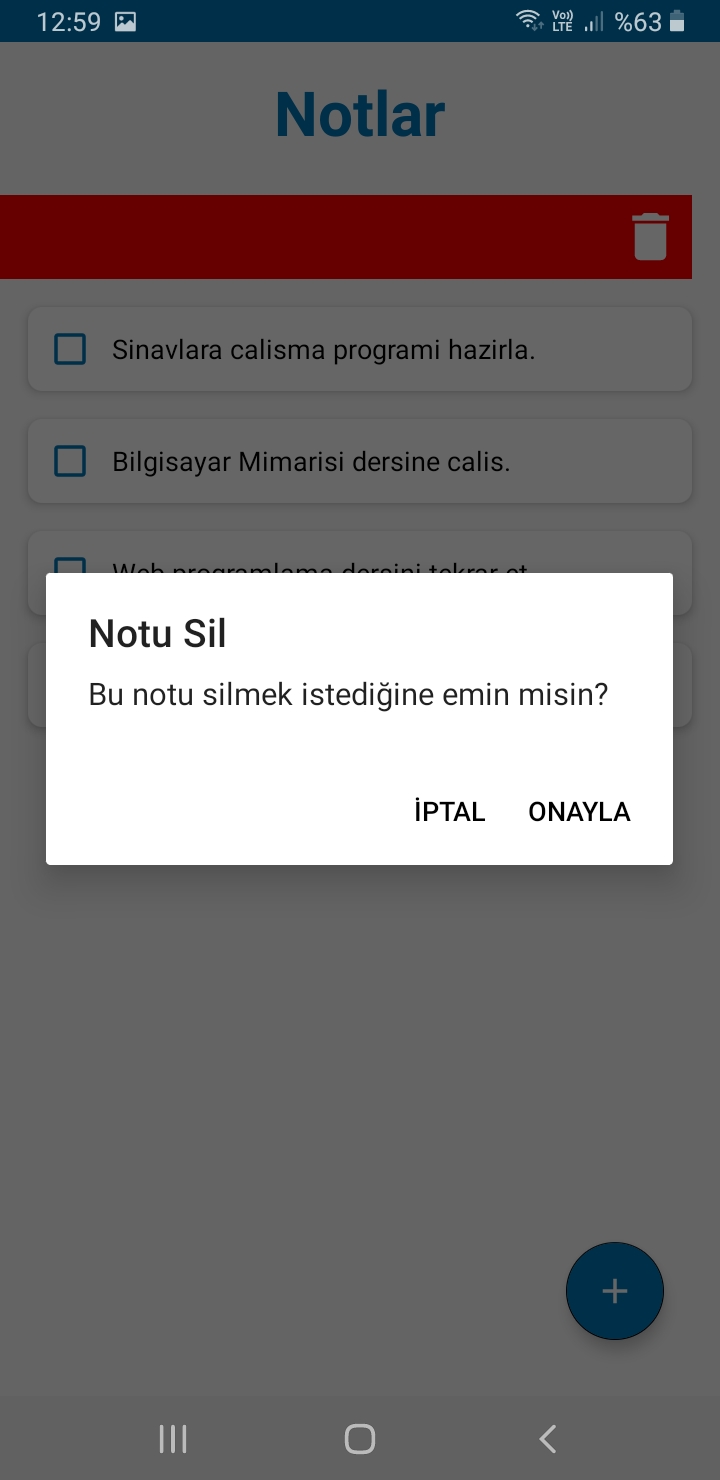 12:59 Vo)) LTE %63
Notlar
Sinavlara calisma programi hazirla.
Bilgisayar Mimarisi dersine calis.
Web programlama dersini tekrar et.
Notu Sil
Bu notu silmek istediğine emin misin?
İPTAL ONAYLA